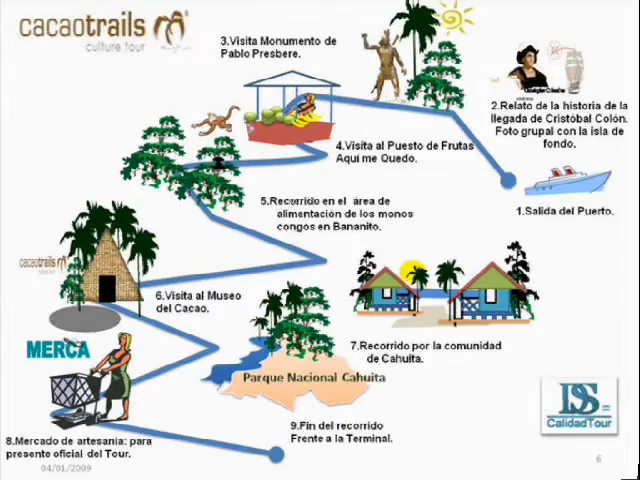 cacaotrails
culture tour
3.Visita Monumento de
Pablo Presbere.
2.Relato de la historia de la
llegada de Cristóbal Colón.
Foto grupal con la isla de
fondo.
4.Visita al Puesto de Frutas
Aquí me Quedo.
1.Salida del Puerto.
5.Recorrido en el área de
alimentación de los monos
congos en Bananito.
cacaotrails
6.Visita al Museo
del Cacao.
7.Recorrido por la comunidad
de Cahuita.
MERCA
Parque Nacional Cahuita
DS
CalidadTour
9.Fin del recorrido
Frente a la Terminal.
8.Mercado de artesanía: para
presente oficial del Tour.
04/01/2009
6